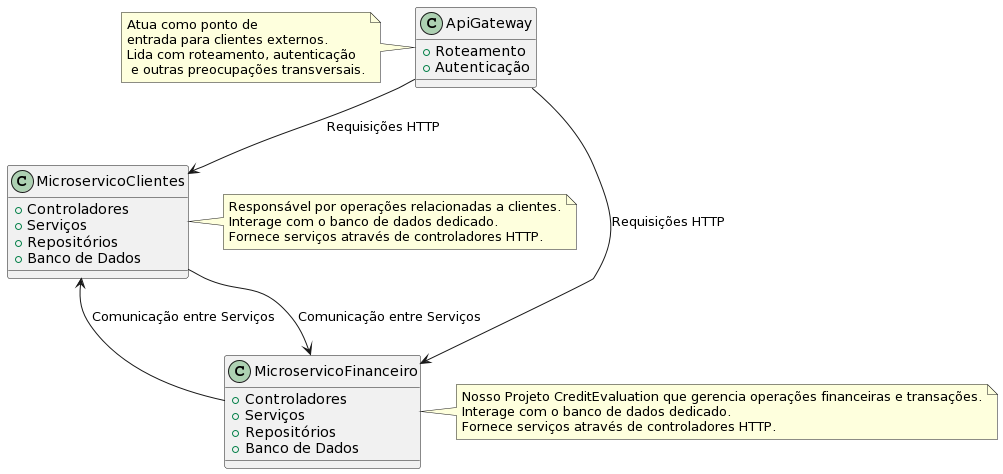 Atua como ponto de
entrada para clientes externos.
Lida com roteamento, autenticação
e outras preocupações transversais.
C ApiGateway
Roteamento
Autenticação
Requisições HTTP
C MicroservicoClientes
Controladores
Serviços
Repositórios
Banco de Dados
Responsável por operações relacionadas a clientes.
Interage com o banco de dados dedicado.
Fornece serviços através de controladores HTTP.
Requisições HTTP
Comunicação entre Serviços
Comunicação entre Serviços
C MicroservicoFinanceiro
Controladores
Serviços
Repositórios
Banco de Dados
Nosso Projeto CreditEvaluation que gerencia operações financeiras e transações.
Interage com o banco de dados dedicado.
Fornece serviços através de controladores HTTP.